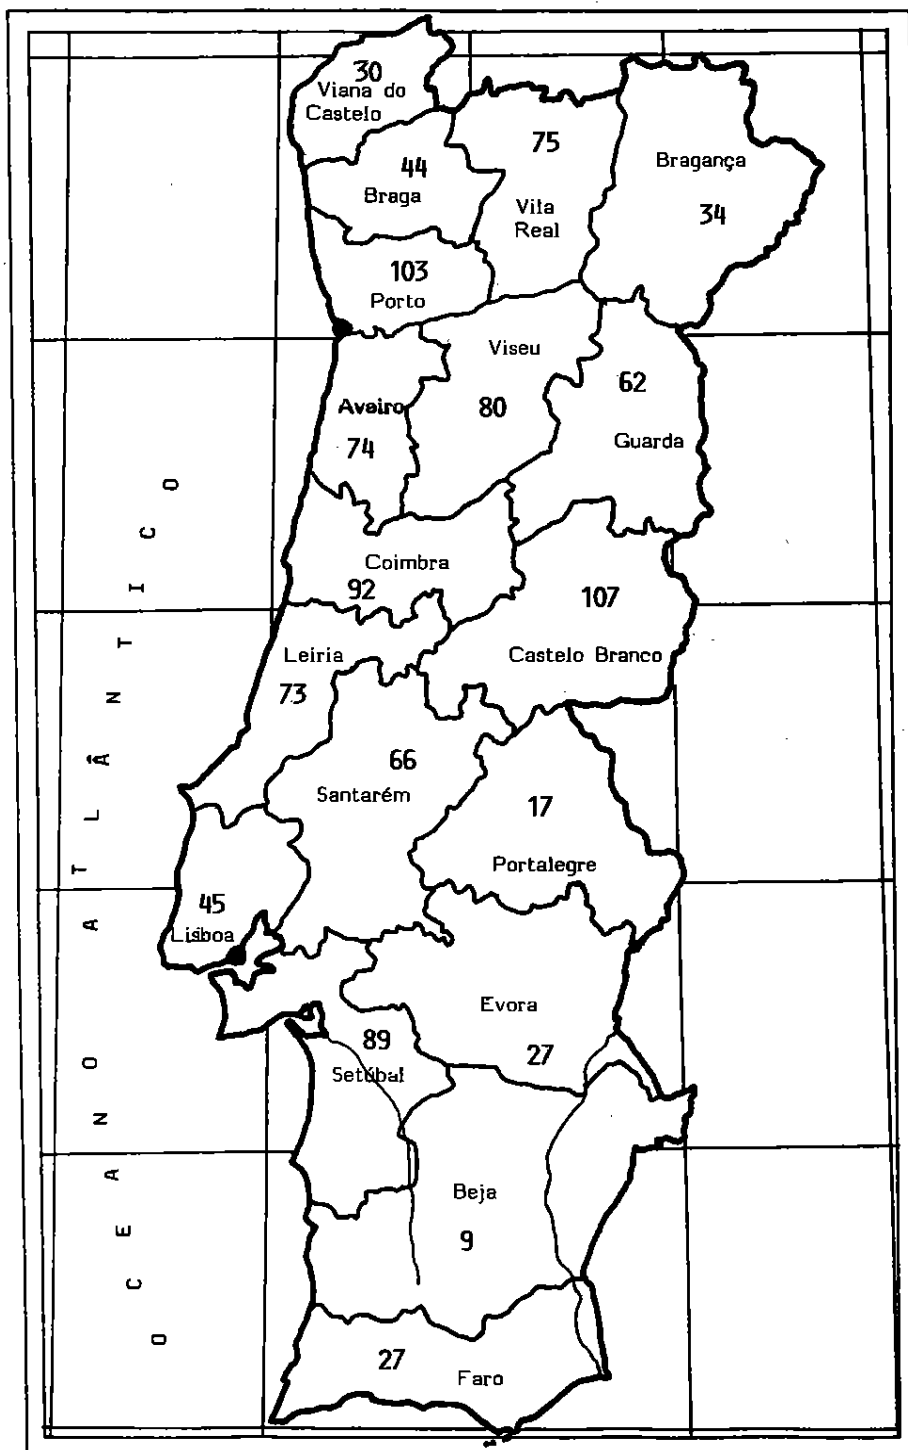 30
Viana do
Castelo
44
Braga
75
Vila
Real
Bragança
34
103
Porto
Viseu
80
62
Guarda
Aveiro
74
Coimbra
92
107
Castelo Branco
Leiria
73
66
Santarém
17
Portalegre
45
Lisboa
Evora
27
89
Setúbal
Beja
9
27
Faro
OCEANO ATLÂNTICO